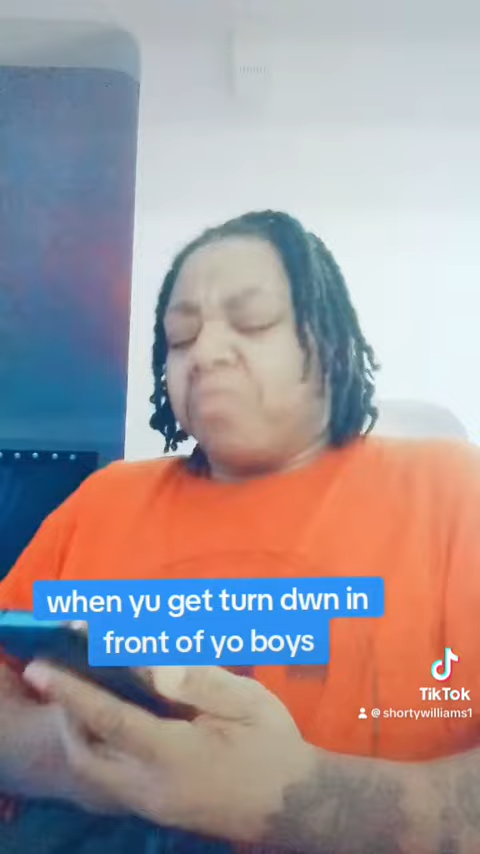 when yu get turn dwn in
front of yo boys
TikTok
@shortywilliams1